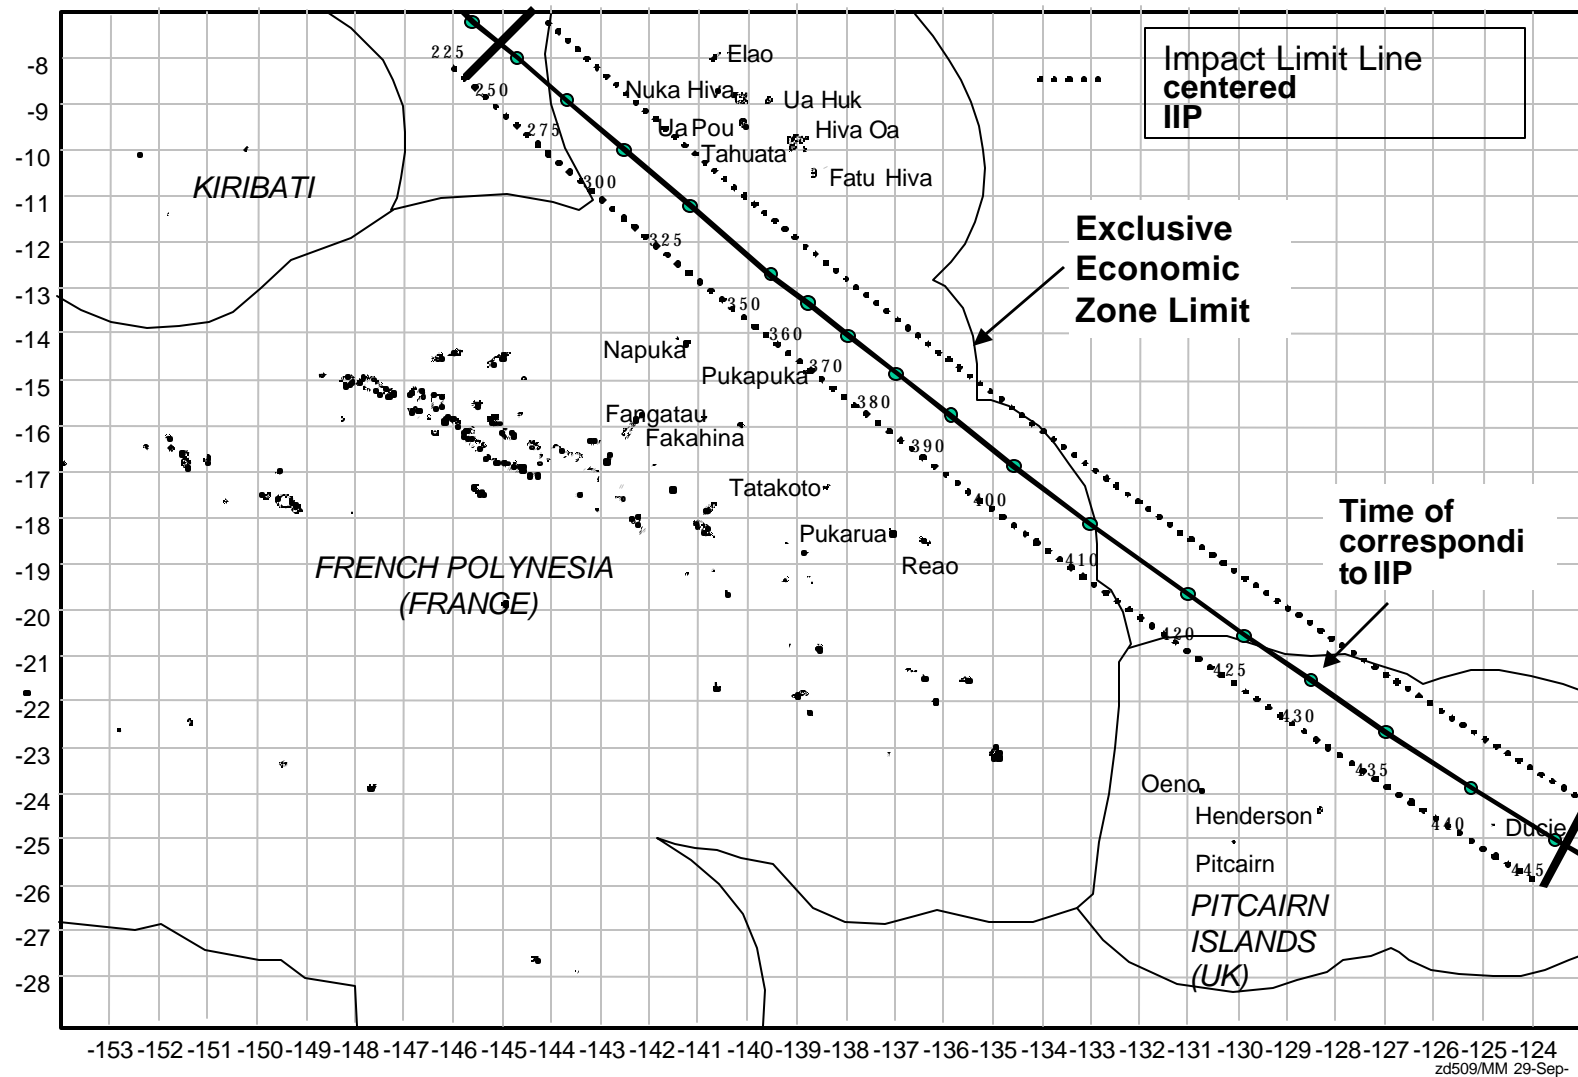 Impact Limit Line
centered
IIP
-8
-9
-10
-11
-12
-13
-14
-15
-16
-17
-18
-19
-20
-21
-22
-23
-24
-25
-26
-27
-28
225
250
275
300
325
350
360
370
380
390
400
410
420
425
430
435
440
445
Elao
Nuka Hiva
Ua Huk
Ua Pou
Hiva Oa
Tahuata
Fatu Hiva
KIRIBATI
Exclusive
Economic
Zone Limit
Napuka
Pukapuka
Fangatau
Fakahina
Tatakoto
Pukarua
Reao
Time of
correspondi
to IIP
FRENCH POLYNESIA
(FRANCE)
Oeno
Henderson
Ducie
Pitcairn
PITCAIRN
ISLANDS
(UK)
-153 -152 -151 -150 -149 -148 -147 -146 -145 -144 -143 -142 -141 -140 -139 -138 -137 -136 -135 -134 -133 -132 -131 -130 -129 -128 -127 -126 -125 -124
zd509/MM 29-Sep-